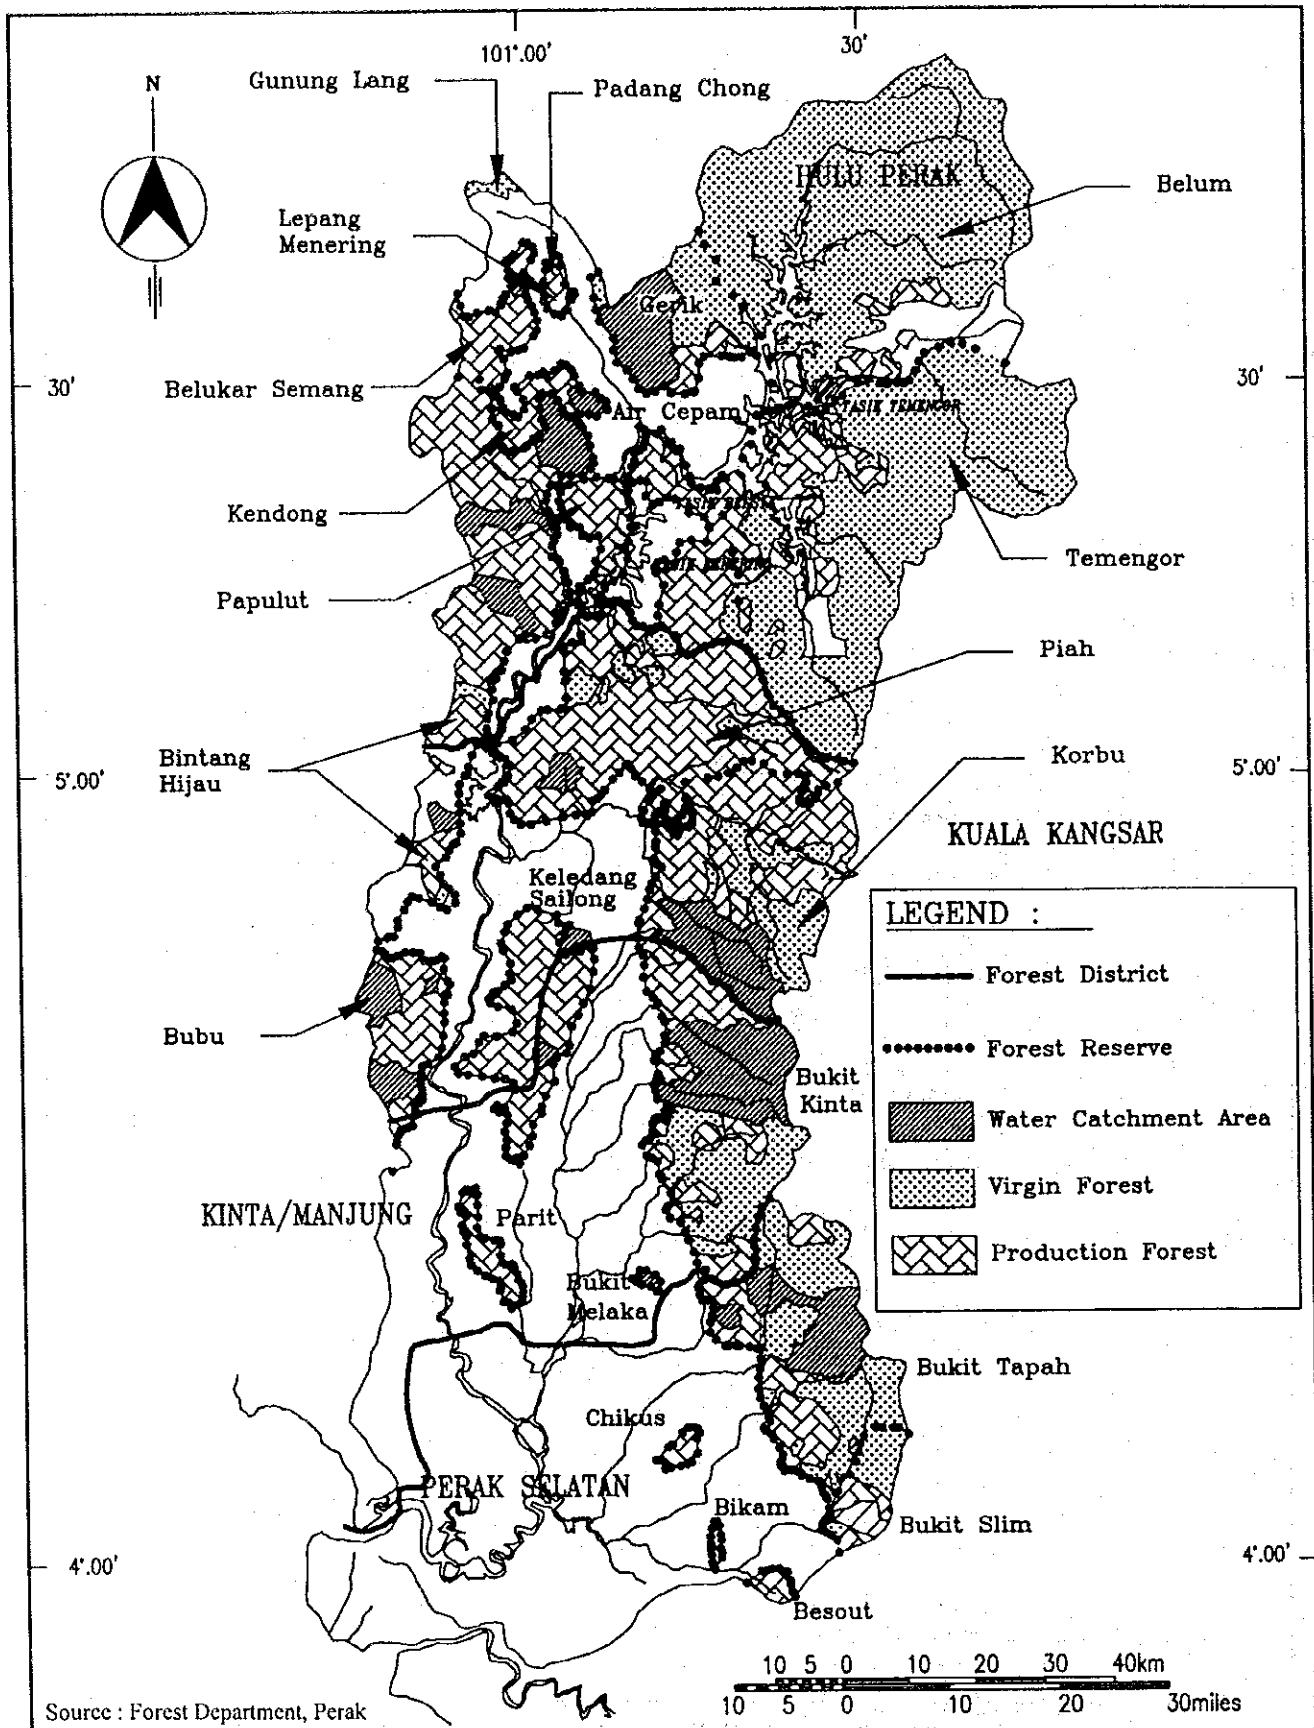 101°.00'
30'
N
Gunung Lang
Padang Chong
HULU PERAK
Belum
Lepang
Menering
Gerik
30'
30'
Belukar Semang
Air Cepam
TASIK TEMENGOR
Kendong
Temengor
Papulut
Piah
Bintang
Hijau
Korbu
5°.00'
5°.00'
KUALA KANGSAR
Keledang
Sailong
LEGEND :
Forest District
Bubu
Forest Reserve
Bukit
Kinta
Water Catchment Area
Virgin Forest
KINTA/MANJUNG
Parit
Production Forest
Bukit
Melaka
Bukit Tapah
Chikus
PERAK SELATAN
Bikam
Bukit Slim
4°.00'
4°.00'
Besout
10 5 0 10 20 30 40km
10 5 0 10 20 30miles
Source : Forest Department, Perak